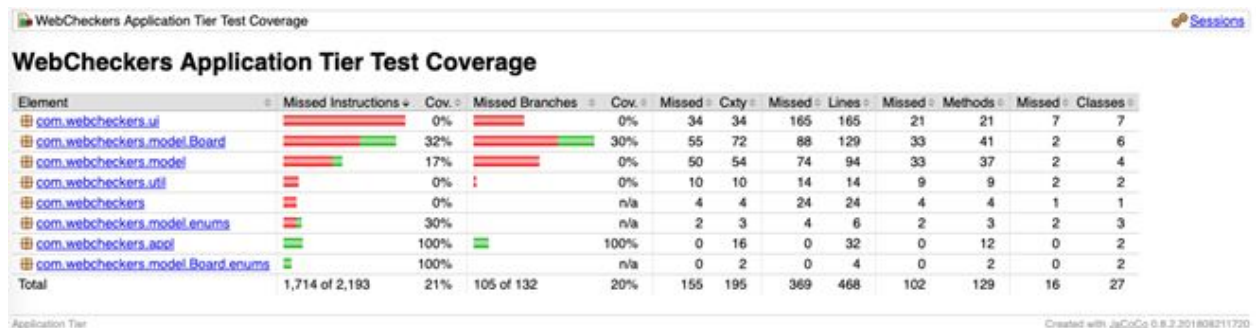 WebCheckers Application Tier Test Coverage Sessions
WebCheckers Application Tier Test Coverage
Element Missed Instructions Cov. Missed Branches Cov. Missed Cxty Missed Lines Missed Methods Missed Classes
com.webcheckers.ui 0% 0% 34 34 165 165 21 21 7 7
com.webcheckers.model.Board 32% 30% 55 72 88 129 33 41 2 6
com.webcheckers.model 17% 0% 50 54 74 94 33 37 2 4
com.webcheckers.util 0% 0% 10 10 14 14 9 9 2 2
com.webcheckers 0% n/a 4 4 24 24 4 4 1 1
com.webcheckers.model.enums 30% n/a 2 3 4 6 2 3 2 3
com.webcheckers.appl 100% 100% 0 16 0 32 0 12 0 2
com.webcheckers.model.Board.enums 100% n/a 0 2 0 4 0 2 0 2
Total 1,714 of 2,193 21% 105 of 132 20% 155 195 369 468 102 129 16 27
Application Tier Created with JaCoCo 0.8.2.201808211720